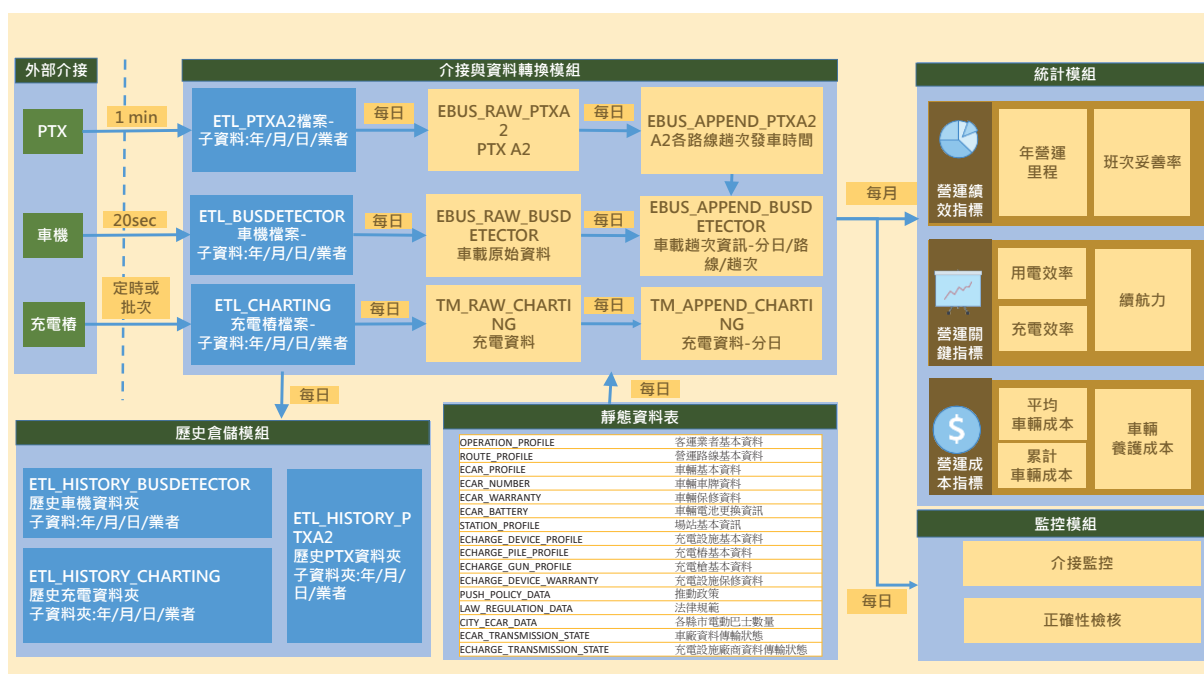 外部介接
PTX
車機
充電樁
1 min
20sec
定時或
批次
介接與資料轉換模組
ETL_PTXA2檔案-
子資料:年/月/日/業者
每日
EBUS_RAW_PTXA
2
PTX A2
每日
EBUS_APPEND_PTXA2
A2各路線趟次發車時間
ETL_BUSDETECTOR
車機檔案-
子資料:年/月/日/業者
每日
EBUS_RAW_BUSD
ETECTOR
車載原始資料
每日
EBUS_APPEND_BUSD
ETECTOR
車載趟次資訊-分日/路
線/趟次
ETL_CHARTING
充電樁檔案-
子資料:年/月/日/業者
每日
TM_RAW_CHARTI
NG
充電資料
每日
TM_APPEND_CHARTI
NG
充電資料-分日
每日
每日
每月
每日
歷史倉儲模組
ETL_HISTORY_BUSDETECTOR
歷史車機資料夾
子資料:年/月/日/業者
ETL_HISTORY_CHARTING
歷史充電資料夾
子資料夾:年/月/日/業者
ETL_HISTORY_P
TXA2
歷史PTX資料夾
子資料夾:年/月/
日/業者
靜態資料表
OPERATION_PROFILE 客運業者基本資料
ROUTE_PROFILE 營運路線基本資料
ECAR_PROFILE 車輛基本資料
ECAR_NUMBER 車輛車牌資料
ECAR_WARRANTY 車輛保修資料
ECAR_BATTERY 車輛電池更換資訊
STATION_PROFILE 場站基本資訊
ECHARGE_DEVICE_PROFILE 充電設施基本資料
ECHARGE_PILE_PROFILE 充電樁基本資料
ECHARGE_GUN_PROFILE 充電槍基本資料
ECHARGE_DEVICE_WARRANTY 充電設施保修資料
PUSH_POLICY_DATA 推動政策
LAW_REGULATION_DATA 法律規範
CITY_ECAR_DATA 各縣市電動巴士數量
ECAR_TRANSMISSION_STATE 車廠資料傳輸狀態
ECHARGE_TRANSMISSION_STATE 充電設施廠商資料傳輸狀態
統計模組
營運績
效指標
年營運
里程
班次妥善率
營運關
鍵指標
用電效率
充電效率
續航力
營運成
本指標
平均
車輛成本
累計
車輛成本
車輛
養護成本
監控模組
介接監控
正確性檢核